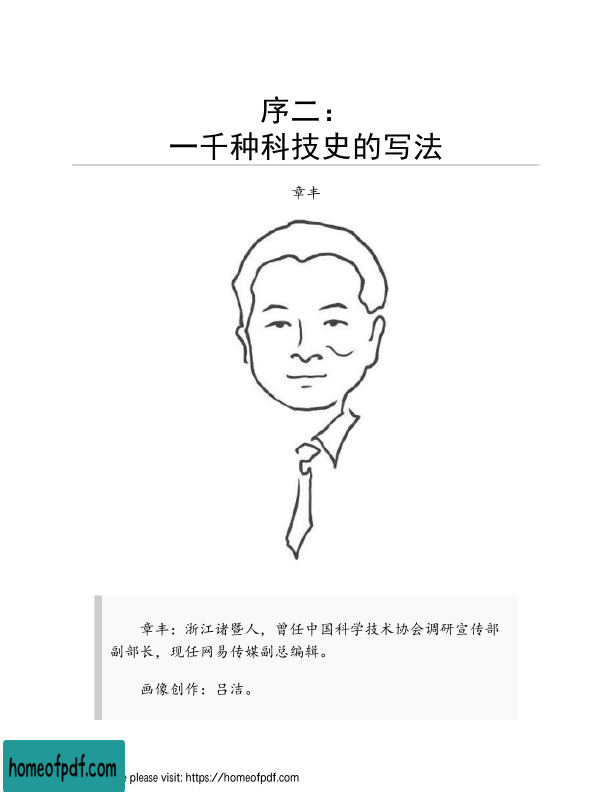 序二：
一千种科技史的写法
章丰
章丰：浙江诸暨人，曾任中国科学技术协会调研宣传部
副部长，现任网易传媒副总编辑。
画像创作：吕洁。
homeofpdf.com
please visit: https://homeofpdf.com